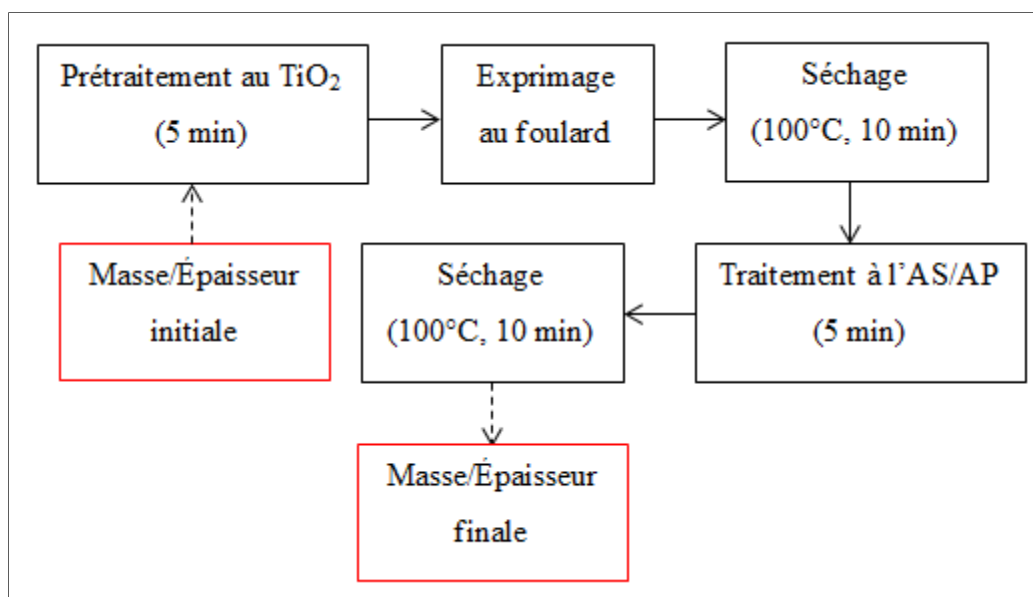 Prétraitement au TiO₂
(5 min)
Exprimage
au foulard
Séchage
(100°C, 10 min)
Traitement à l'AS/AP
(5 min)
Séchage
(100°C, 10 min)
Masse/Épaisseur
initiale
Masse/Épaisseur
finale